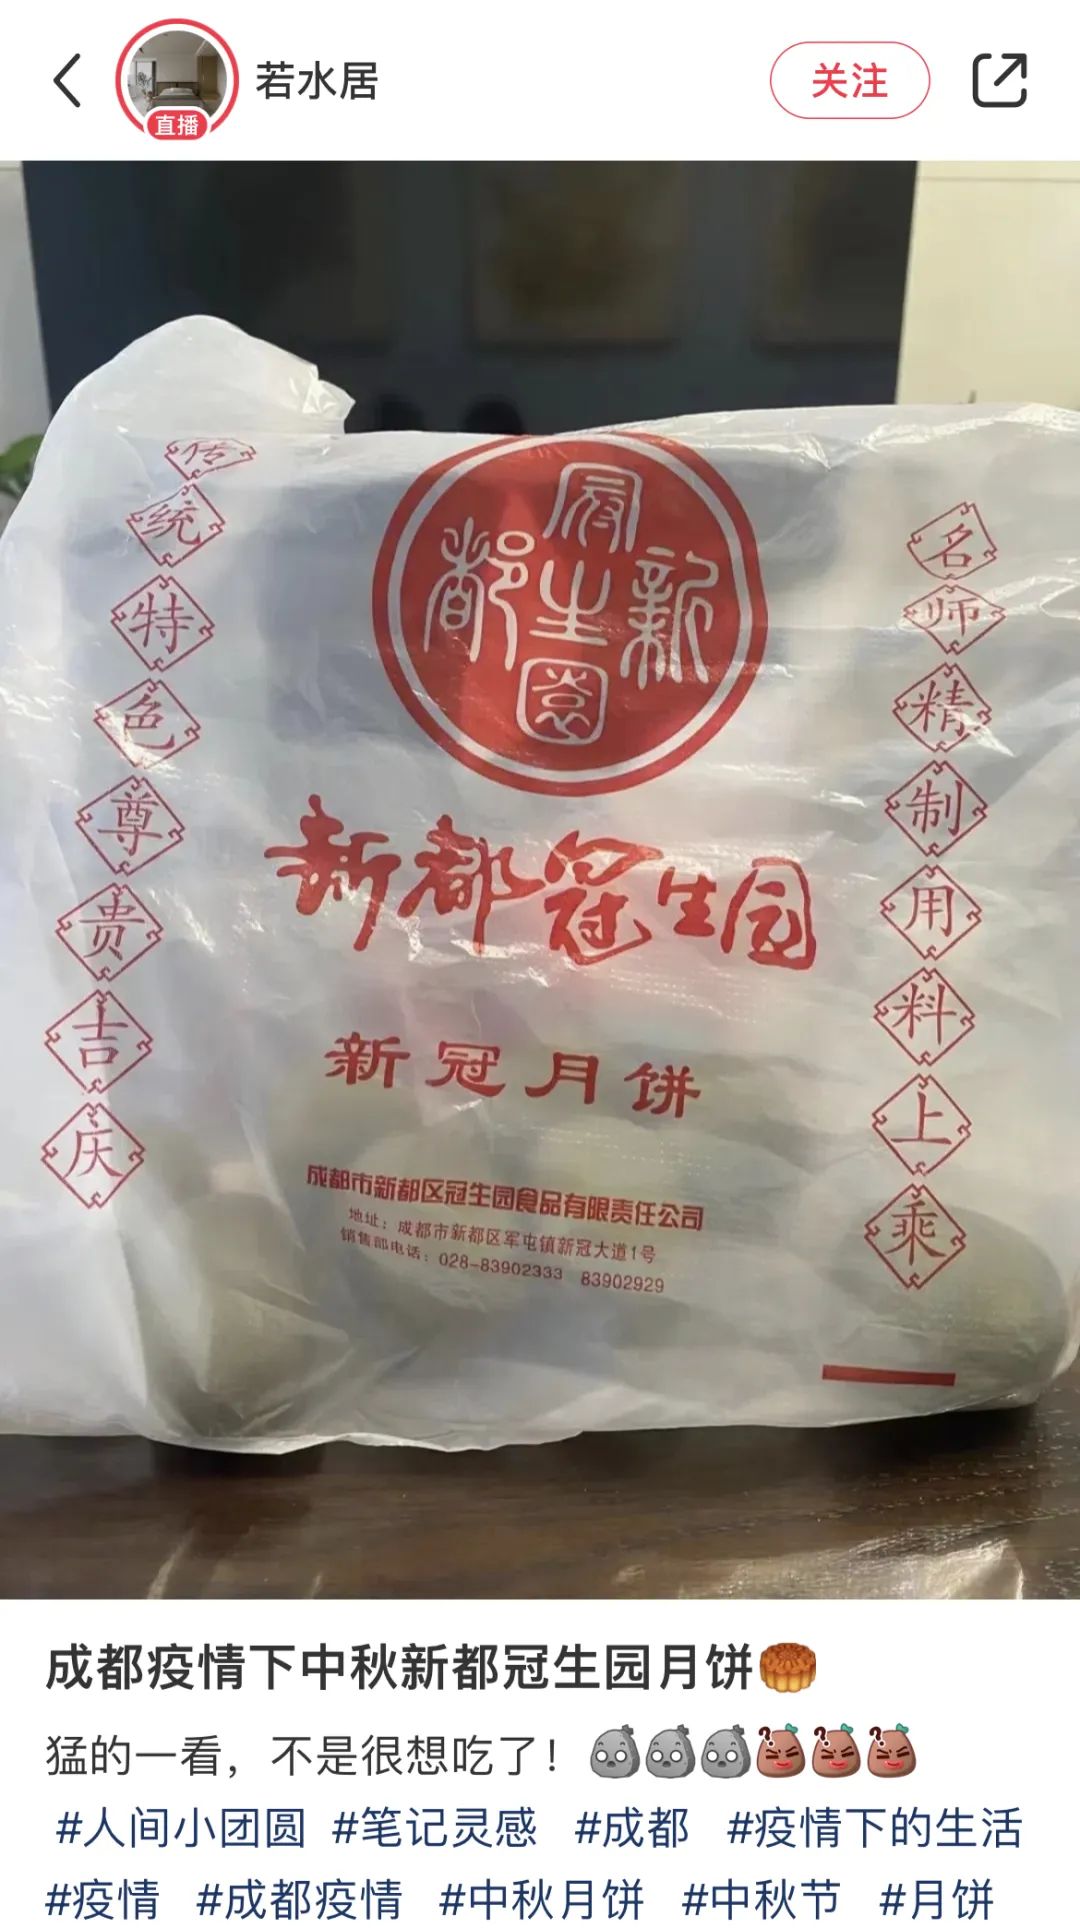 若水居
直播
关注
新都
冠生园
传统特色尊贵吉庆
名师精制用料上乘
新都冠生园
新冠月饼
成都市新都区冠生园食品有限责任公司
地址：成都市新都区军屯镇新冠大道1号
销售部电话：028-83902333 83902929
成都疫情下中秋新都冠生园月饼🥮
猛的一看，不是很想吃了！
#人间小团圆 #笔记灵感 #成都 #疫情下的生活
#疫情 #成都疫情 #中秋月饼 #中秋节 #月饼